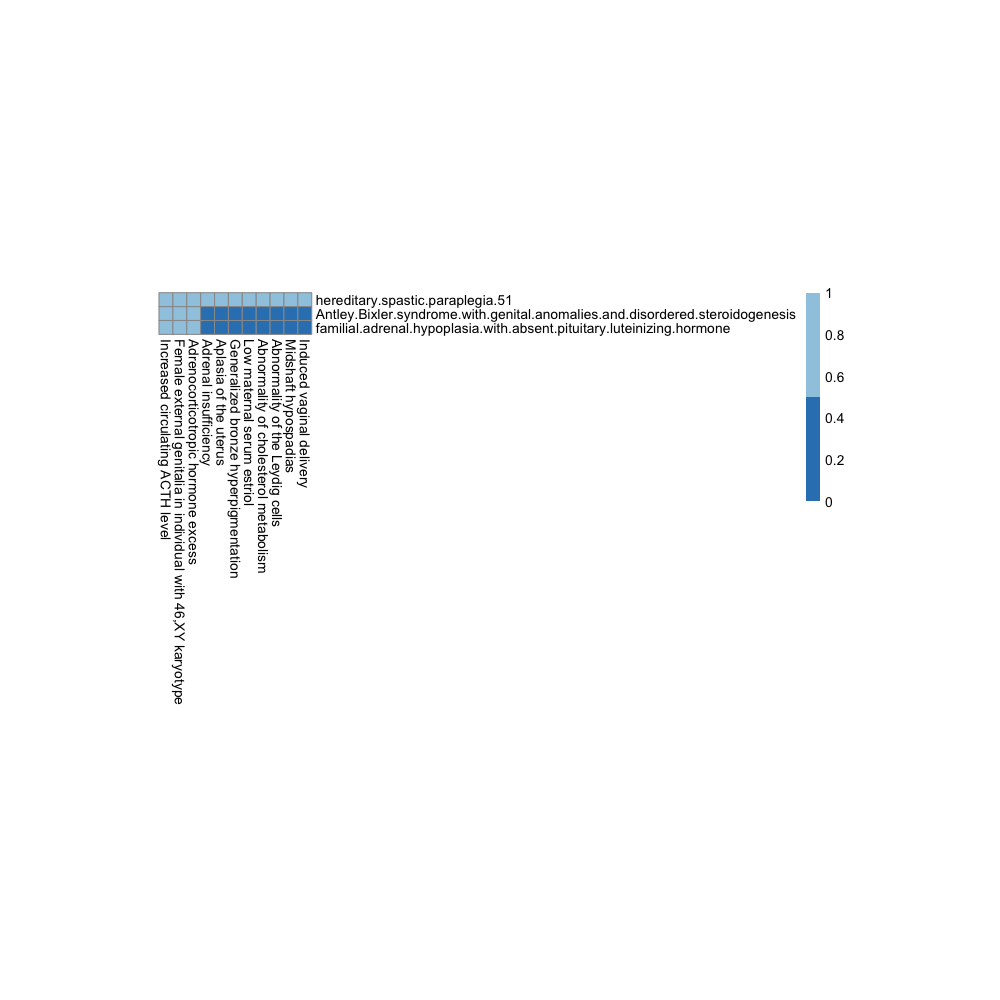 hereditary.spastic.paraplegia.51
Antley.Bixler.syndrome.with.genital.anomalies.and.disordered.steroidogenesis
familial.adrenal.hypoplasia.with.absent.pituitary.luteinizing.hormone
Increased circulating ACTH level
Female external genitalia in individual with 46,XY karyotype
Adrenocorticotropic hormone excess
Adrenal insufficiency
Aplasia of the uterus
Generalized bronze hyperpigmentation
Low maternal serum estriol
Abnormality of cholesterol metabolism
Abnormality of the Leydig cells
Midshaft hypospadias
Induced vaginal delivery
1
0.8
0.6
0.4
0.2
0